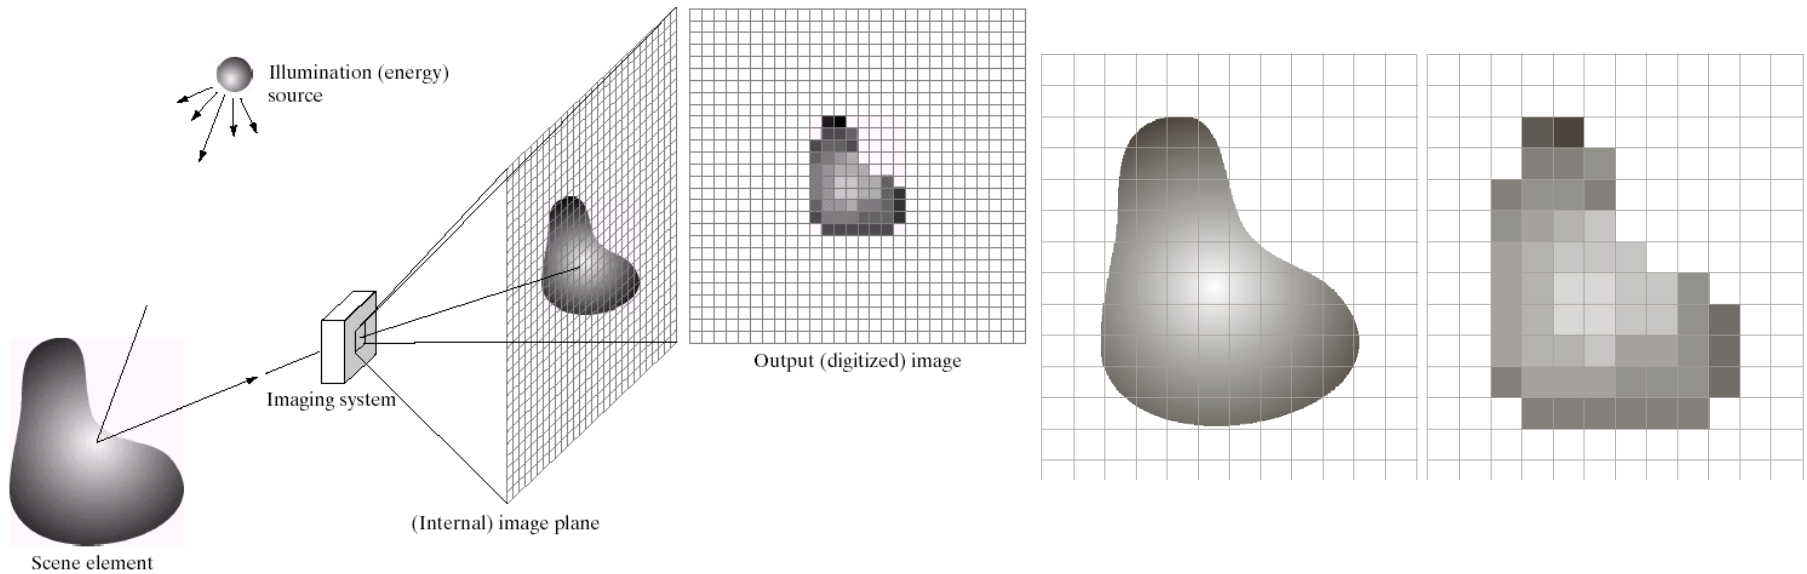 Illumination (energy)
source
Output (digitized) image
Imaging system
(Internal) image plane
Scene element